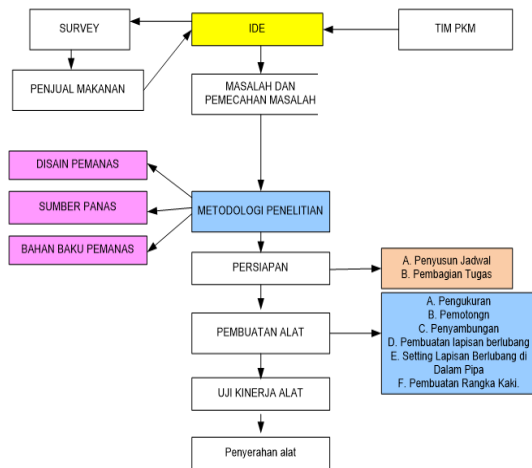 SURVEY
IDE
TIM PKM
PENJUAL MAKANAN
MASALAH DAN
PEMECAHAN MASALAH
DISAIN PEMANAS
SUMBER PANAS
BAHAN BAKU PEMANAS
METODOLOGI PENELITIAN
PERSIAPAN
A. Penyusun Jadwal
B. Pembagian Tugas
PEMBUATAN ALAT
A. Pengukuran
B. Pemotongn
C. Penyambungan
D. Pembuatan lapisan berlubang
E. Setting Lapisan Berlubang di
Dalam Pipa
F. Pembuatan Rangka Kaki.
UJI KINERJA ALAT
Penyerahan alat